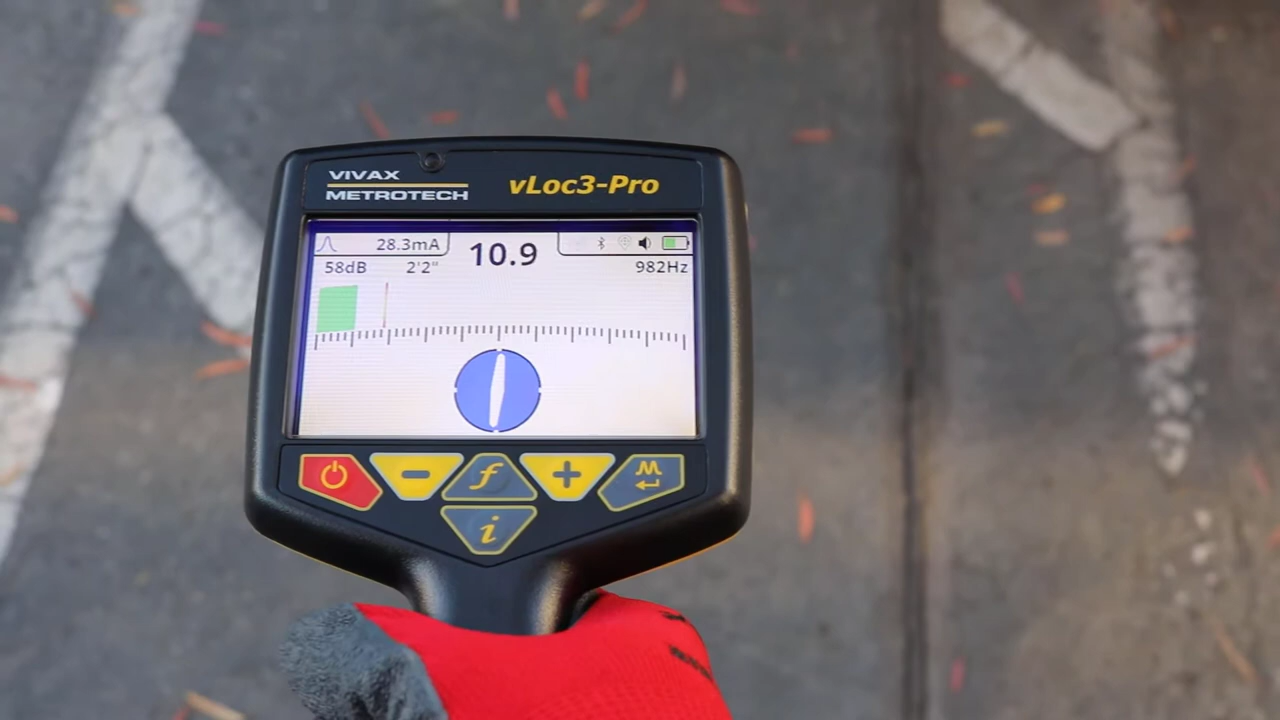 VIVAX
METROTECH
vLoc3-Pro
28.3mA
10.9
58dB 2'2" 982Hz
- f +
i